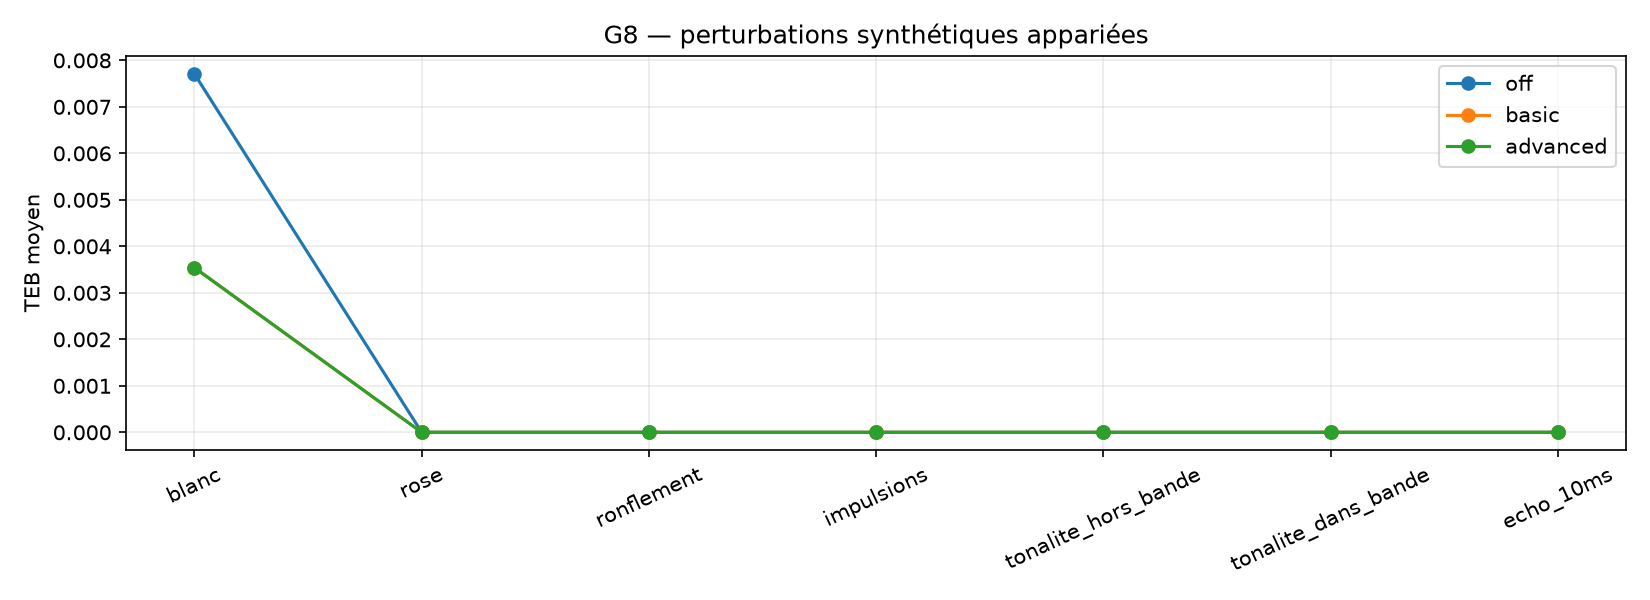 G8 — perturbations synthétiques appariées
TEB moyen
0.008
0.007
0.006
0.005
0.004
0.003
0.002
0.001
0.000
off
basic
advanced
blanc
rose
ronflement
impulsions
tonalite_hors_bande
tonalite_dans_bande
echo_10ms